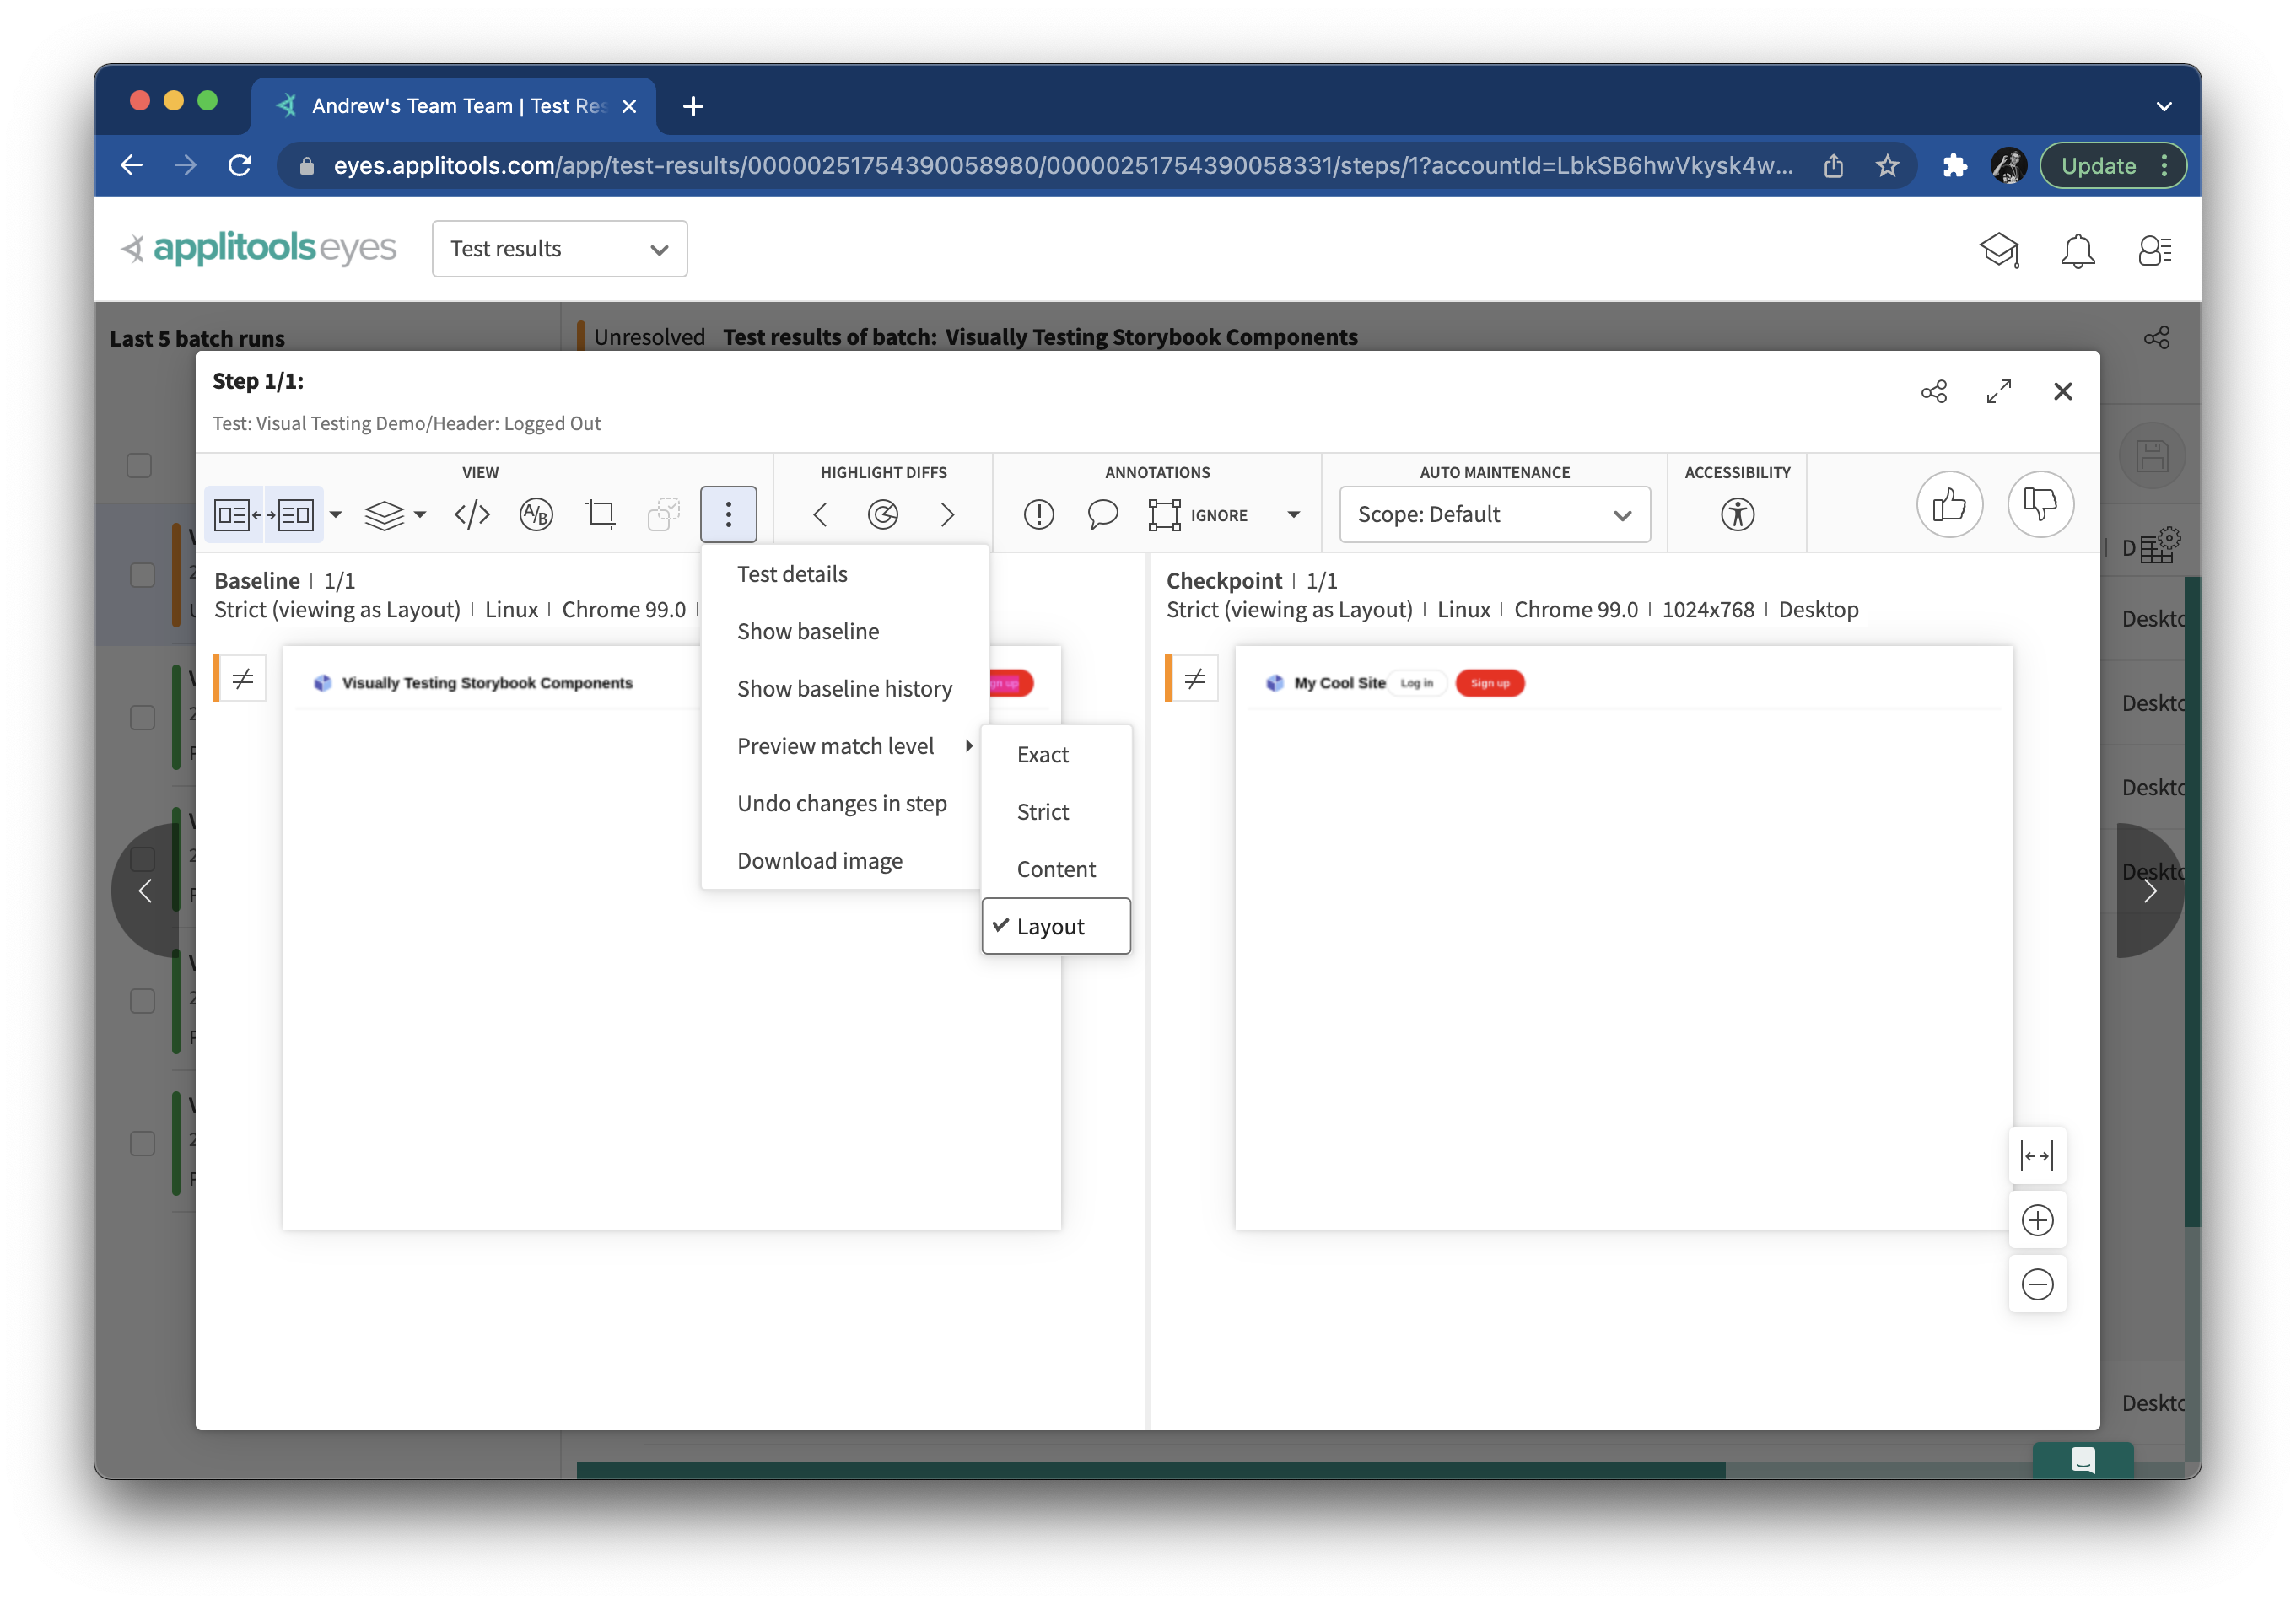 Andrew's Team Team | Test Res
eyes.applitools.com/app/test-results/00000251754390058980/00000251754390058331/steps/1?accountId=LbkSB6hwVkysk4w...
Update
applitools eyes
Test results
Last 5 batch runs
Unresolved Test results of batch: Visually Testing Storybook Components
Step 1/1:
Test: Visual Testing Demo/Header: Logged Out
VIEW
HIGHLIGHT DIFFS
ANNOTATIONS
AUTO MAINTENANCE
ACCESSIBILITY
A/B
IGNORE
Scope: Default
Baseline | 1/1
Strict (viewing as Layout) | Linux | Chrome 99.0 |
Test details
Show baseline
Show baseline history
Preview match level
Undo changes in step
Download image
Exact
Strict
Content
Layout
Visually Testing Storybook Components
gn up
Checkpoint | 1/1
Strict (viewing as Layout) | Linux | Chrome 99.0 | 1024x768 | Desktop
My Cool Site
Log in
Sign up
D
Deskto
Deskto
Deskto
Deskto
Deskto